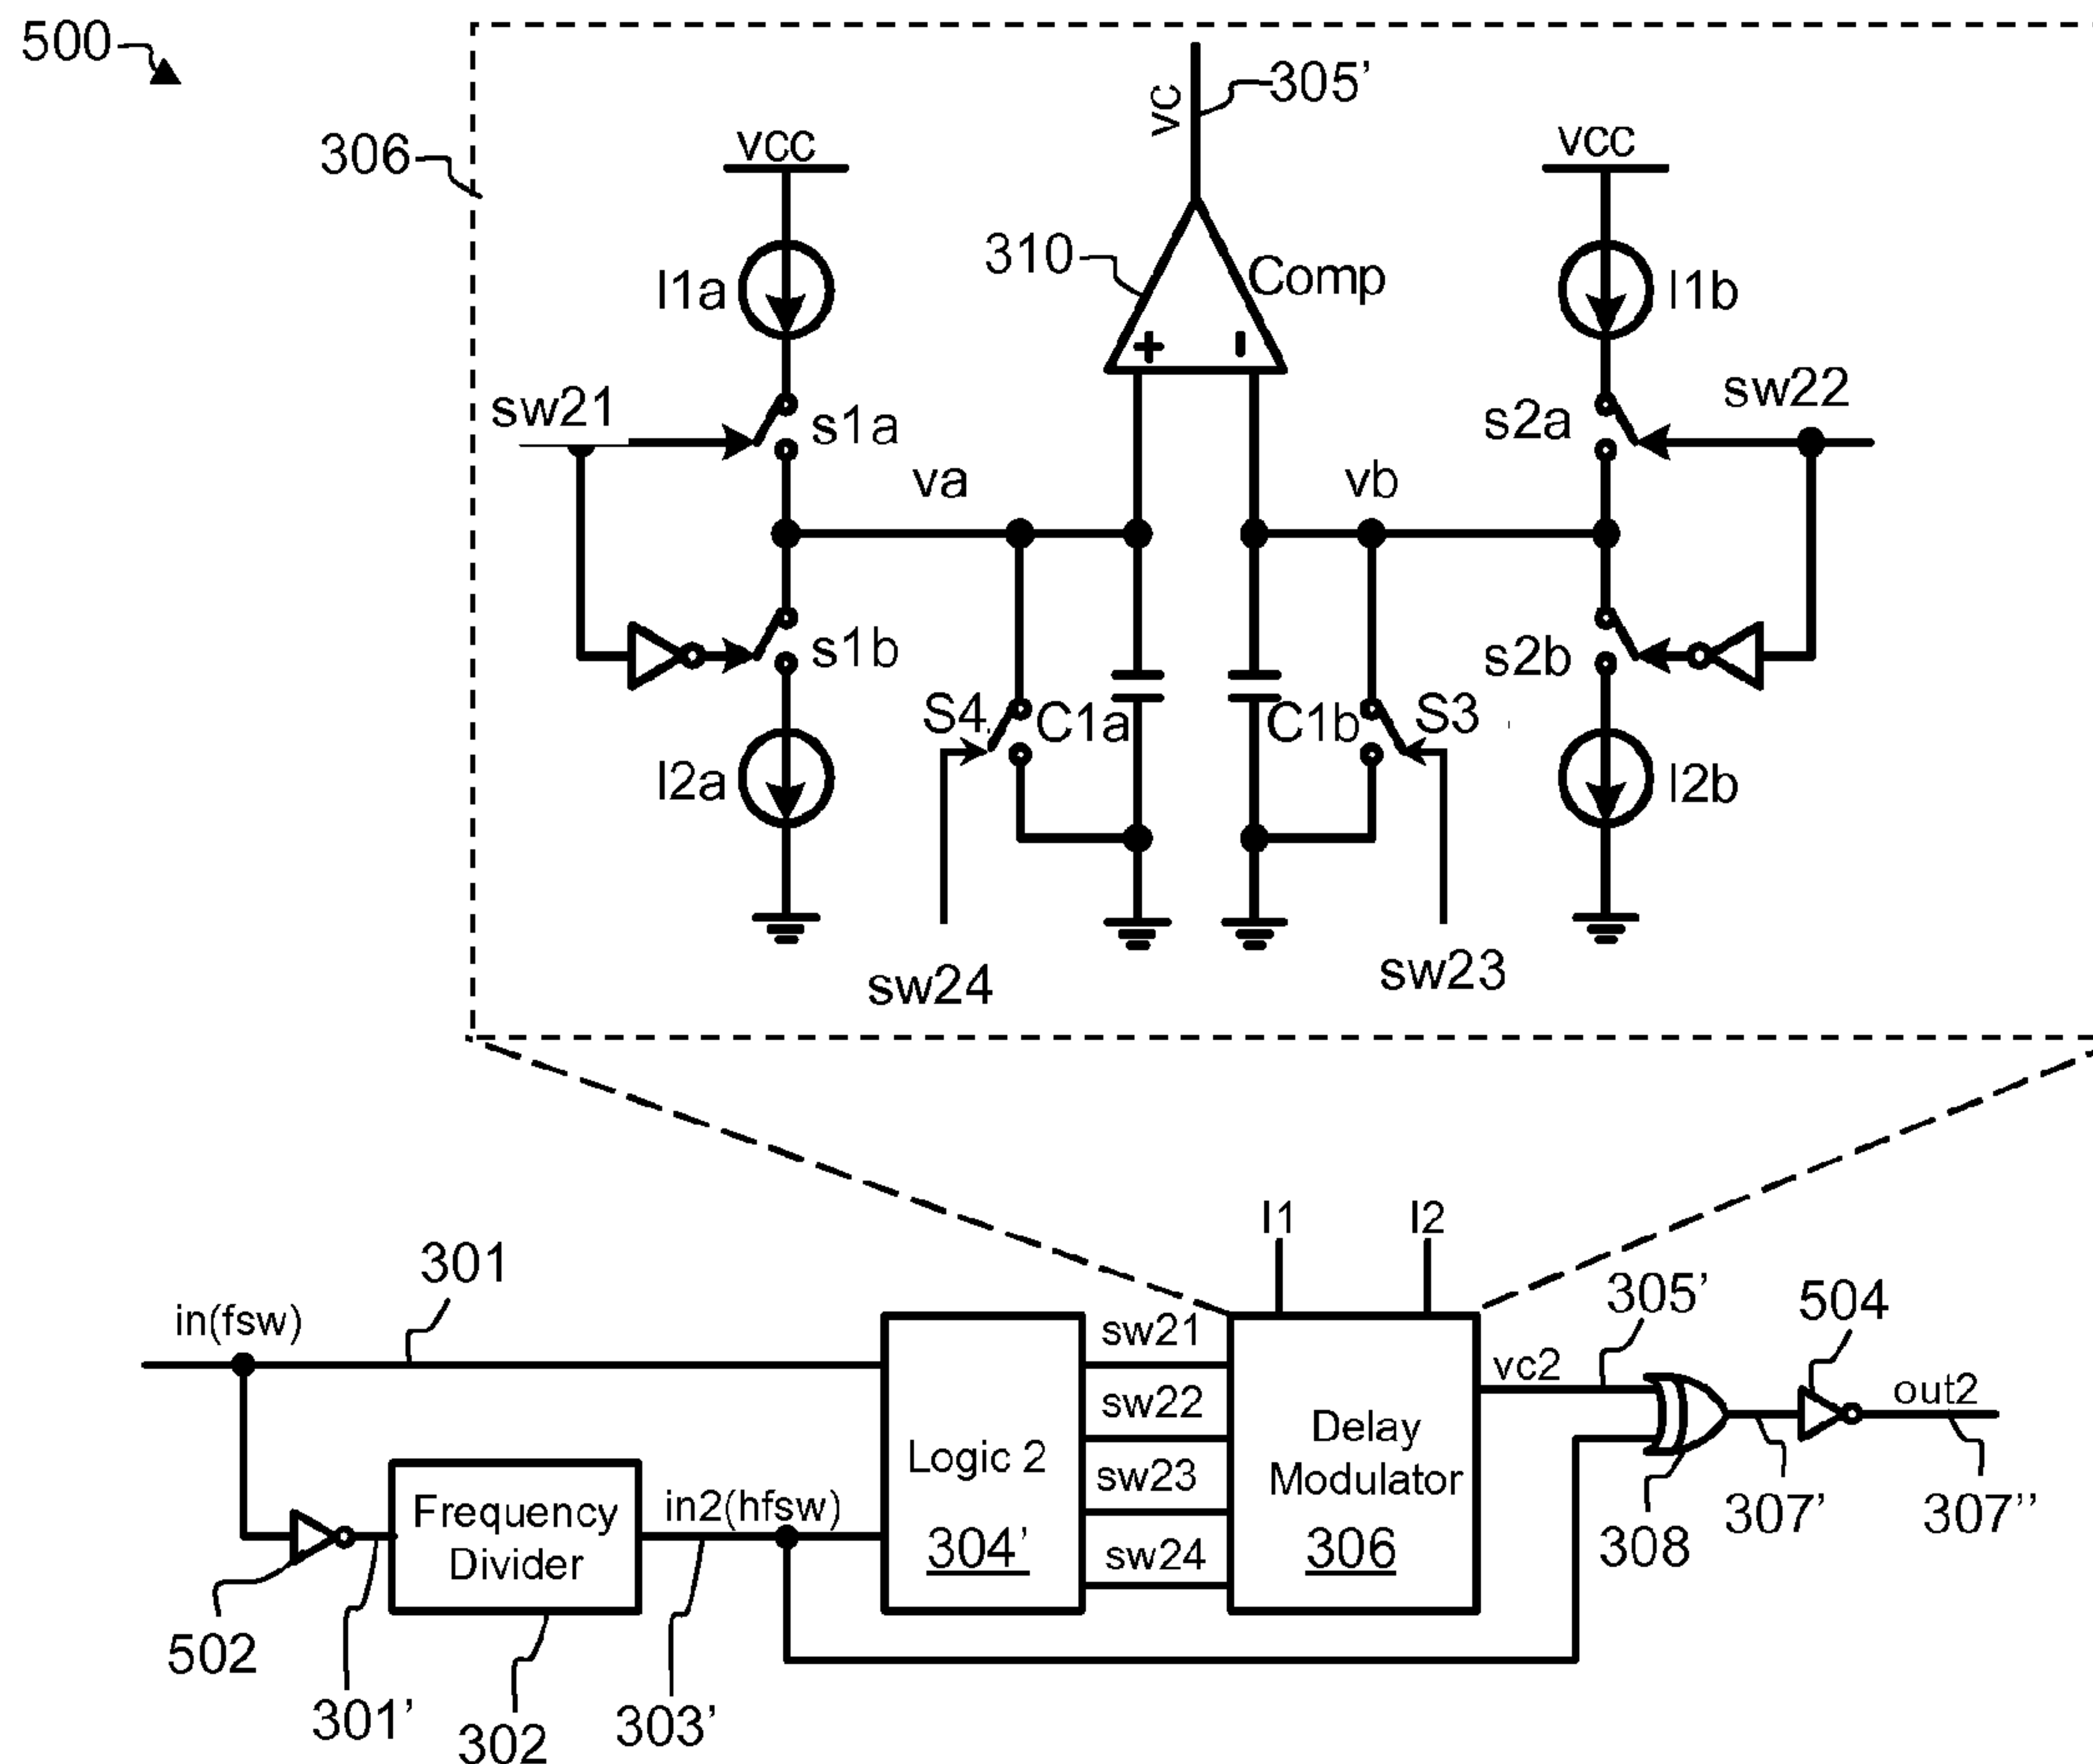 500
306
vc
305’
vcc
vcc
310
Comp
I1a
I1b
sw21
s1a
s2a
sw22
va
vb
s1b
s2b
S4
C1a
C1b
S3
I2a
I2b
sw24
sw23
I1
I2
in(fsw)
301
sw21
sw22
sw23
sw24
Logic 2
304’
Delay
Modulator
306
vc2
305’
504
out2
Frequency
Divider
in2(hfsw)
502
301’
302
303’
308
307’
307’’